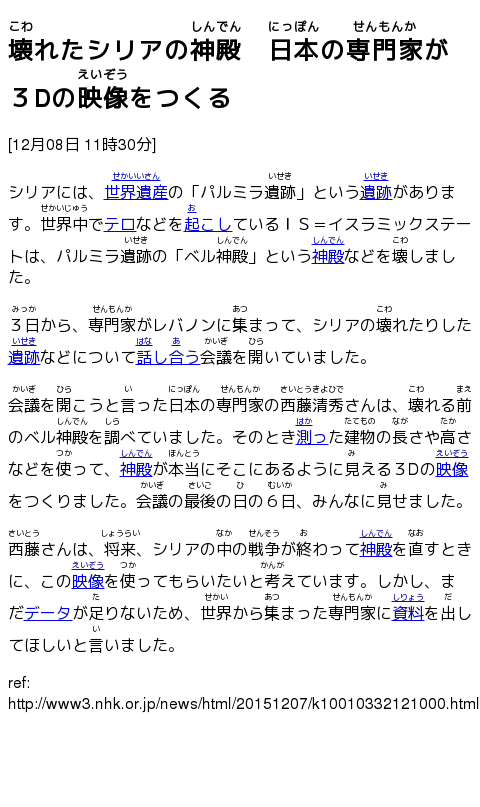 壊れたシリアの神殿　日本の専門家が
３Dの映像をつくる
[12月08日 11時30分]
シリアには、世界遺産の「パルミラ遺跡」という遺跡がありま
す。世界中でテロなどを起こしているＩＳ＝イスラミックステー
トは、パルミラ遺跡の「ベル神殿」という神殿などを壊しまし
た。
３日から、専門家がレバノンに集まって、シリアの壊れたりした
遺跡などについて話し合う会議を開いていました。
会議を開こうと言った日本の専門家の西藤清秀さんは、壊れる前
のベル神殿を調べていました。そのとき測った建物の長さや高さ
などを使って、神殿が本当にそこにあるように見える３Dの映像
をつくりました。会議の最後の日の６日、みんなに見せました。
西藤さんは、将来、シリアの中の戦争が終わって神殿を直すとき
に、この映像を使ってもらいたいと考えています。しかし、ま
だデータが足りないため、世界から集まった専門家に資料を出し
てほしいと言いました。
ref:
http://www3.nhk.or.jp/news/html/20151207/k10010332121000.html